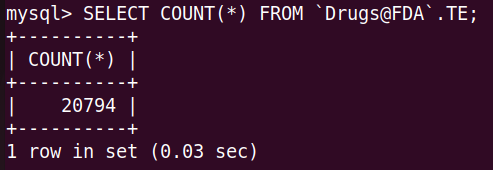 mysql> SELECT COUNT(*) FROM `Drugs@FDA`.TE;
+----------+
| COUNT(*) |
+----------+
|    20794 |
+----------+
1 row in set (0.03 sec)